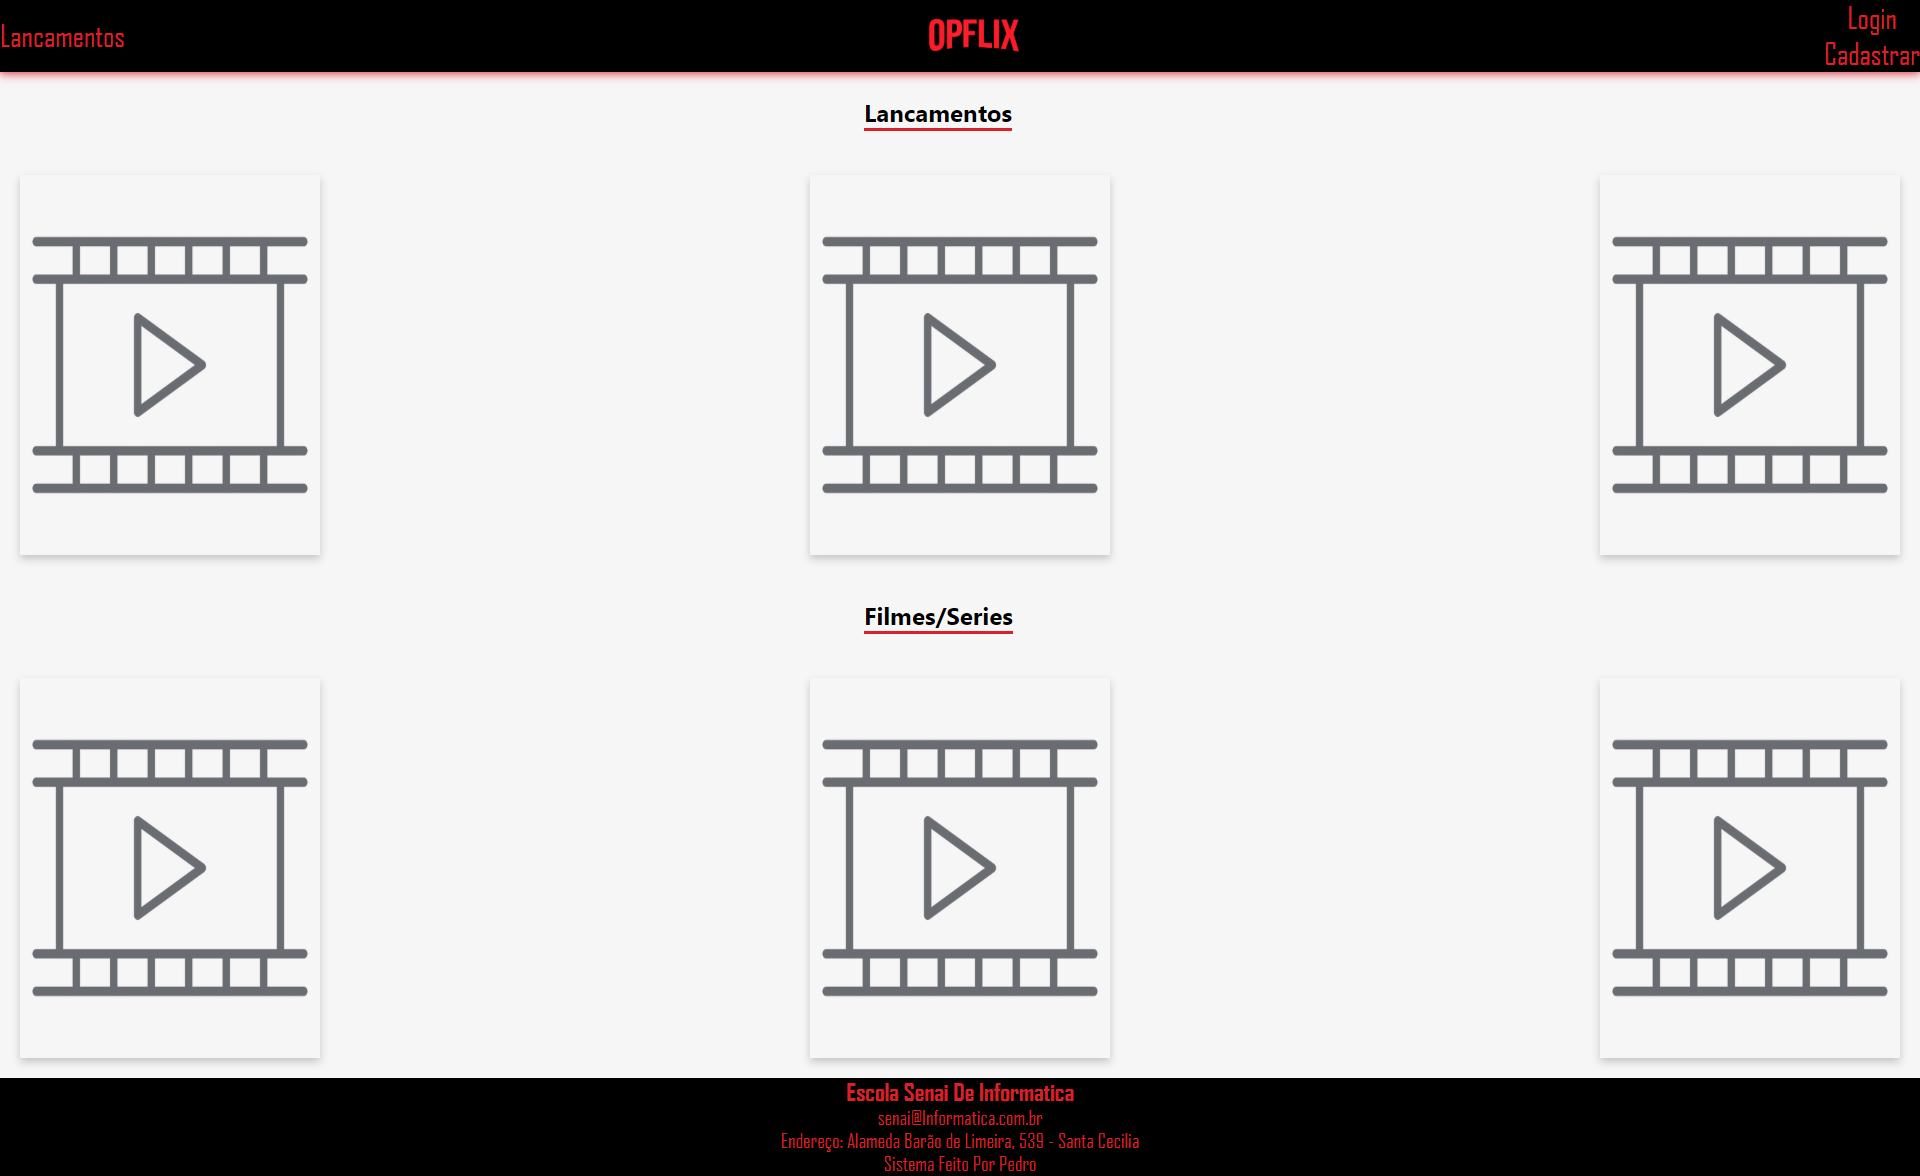 Lancamentos
OPFLIX
Login
Cadastrar
Lancamentos
Filmes/Series
Escola Senai De Informatica
senai@Informatica.com.br
Endereço: Alameda Barão de Limeira, 539 - Santa Cecilia
Sistema Feito Por Pedro